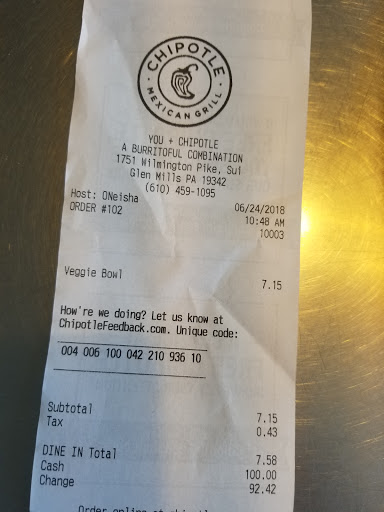 CHIPOTLE
MEXICAN GRILL
YOU + CHIPOTLE
A BURRITOFUL COMBINATION
1751 Wilmington Pike, Sui
Glen Mills PA 19342
(610) 459-1095
Host: ONeisha 06/24/2018
ORDER #102 10:48 AM
10003
Veggie Bowl 7.15
How're we doing? Let us know at
ChipotleFeedback.com. Unique code:
004 006 100 042 210 936 10
Subtotal 7.15
Tax 0.43
DINE IN Total 7.58
Cash 100.00
Change 92.42
Order online at